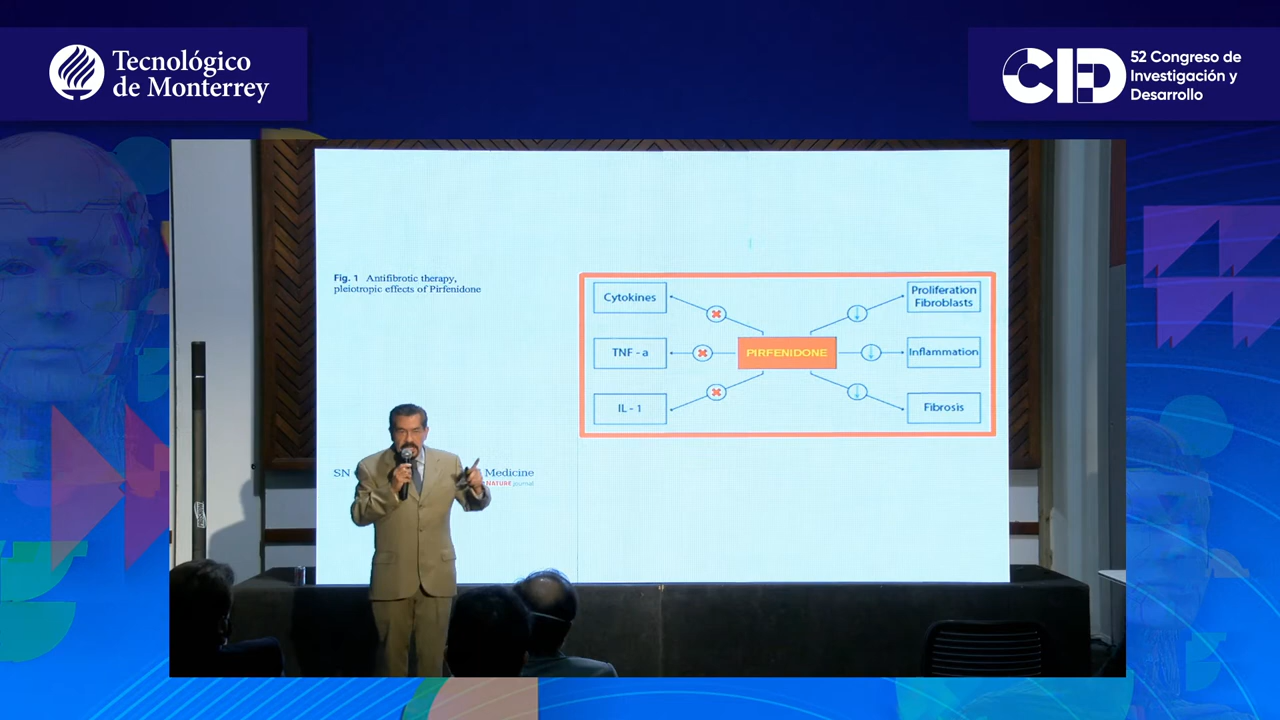 Tecnológico
de Monterrey
52 Congreso de
Investigación y
Desarrollo
CID
Fig. 1 Antifibrotic therapy,
pleiotropic effects of Pirfenidone
Cytokines
TNF - a
IL - 1
PIRFENIDONE
Proliferation
Fibroblasts
Inflammation
Fibrosis
SN
Medicine
NATURE journal